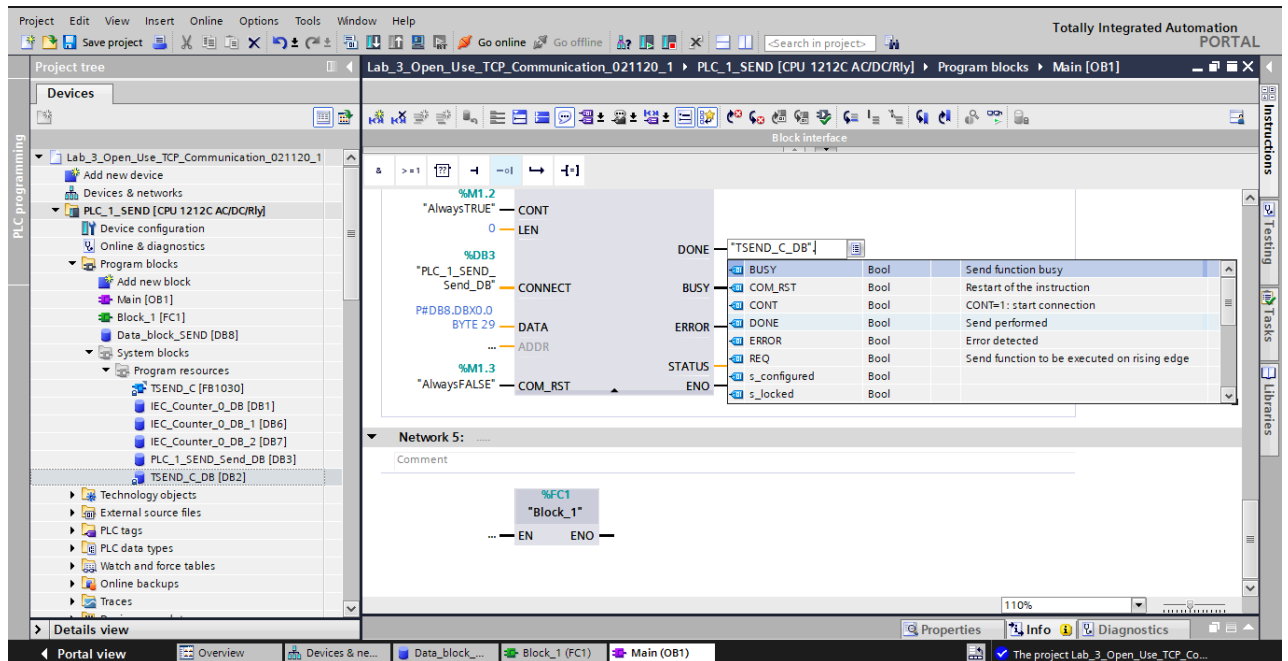 Project Edit View Insert Online Options Tools Window Help
Totally Integrated Automation
PORTAL
Save project
Go online
Go offline
<Search in project>
Project tree
Lab_3_Open_Use_TCP_Communication_021120_1 PLC_1_SEND [CPU 1212C AC/DC/Rly] Program blocks Main [OB1]
Devices
PLC programming
Block interface
Lab_3_Open_Use_TCP_Communication_021120_1
Add new device
Devices & networks
PLC_1_SEND [CPU 1212C AC/DC/Rly]
Device configuration
Online & diagnostics
Program blocks
Add new block
Main [OB1]
Block_1 [FC1]
Data_block_SEND [DB8]
System blocks
Program resources
TSEND_C [FB1030]
IEC_Counter_0_DB [DB1]
IEC_Counter_0_DB_1 [DB6]
IEC_Counter_0_DB_2 [DB7]
PLC_1_SEND_Send_DB [DB3]
TSEND_C_DB [DB2]
Technology objects
External source files
PLC tags
PLC data types
Watch and force tables
Online backups
Traces
Details view
& >=1 ??
%M1.2
"AlwaysTRUE" CONT
0 LEN
%DB3
"PLC_1_SEND_
Send_DB" CONNECT
P#DB8.DBX0.0
BYTE 29 DATA
... ADDR
%M1.3
"AlwaysFALSE" COM_RST
DONE "TSEND_C_DB".
BUSY
ERROR
STATUS
ENO
BUSY Bool Send function busy
COM_RST Bool Restart of the instruction
CONT Bool CONT=1: start connection
DONE Bool Send performed
ERROR Bool Error detected
REQ Bool Send function to be executed on rising edge
s_configured Bool
s_locked Bool
Network 5: .....
Comment
%FC1
"Block_1"
... EN ENO
110%
Instructions
Testing
Tasks
Libraries
Properties Info Diagnostics
Portal view Overview Devices & ne... Data_block_... Block_1 (FC1) Main (OB1)
The project Lab_3_Open_Use_TCP_Co...